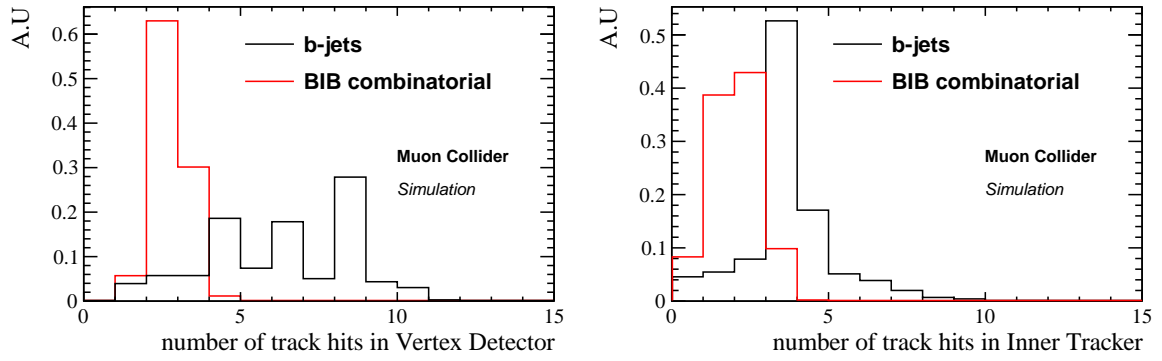 A.U
0.6
0.5
0.4
0.3
0.2
0.1
0
0 5 10 15
b-jets
BIB combinatorial
Muon Collider
Simulation
number of track hits in Vertex Detector
A.U
0.5
0.4
0.3
0.2
0.1
0
0 5 10 15
b-jets
BIB combinatorial
Muon Collider
Simulation
number of track hits in Inner Tracker